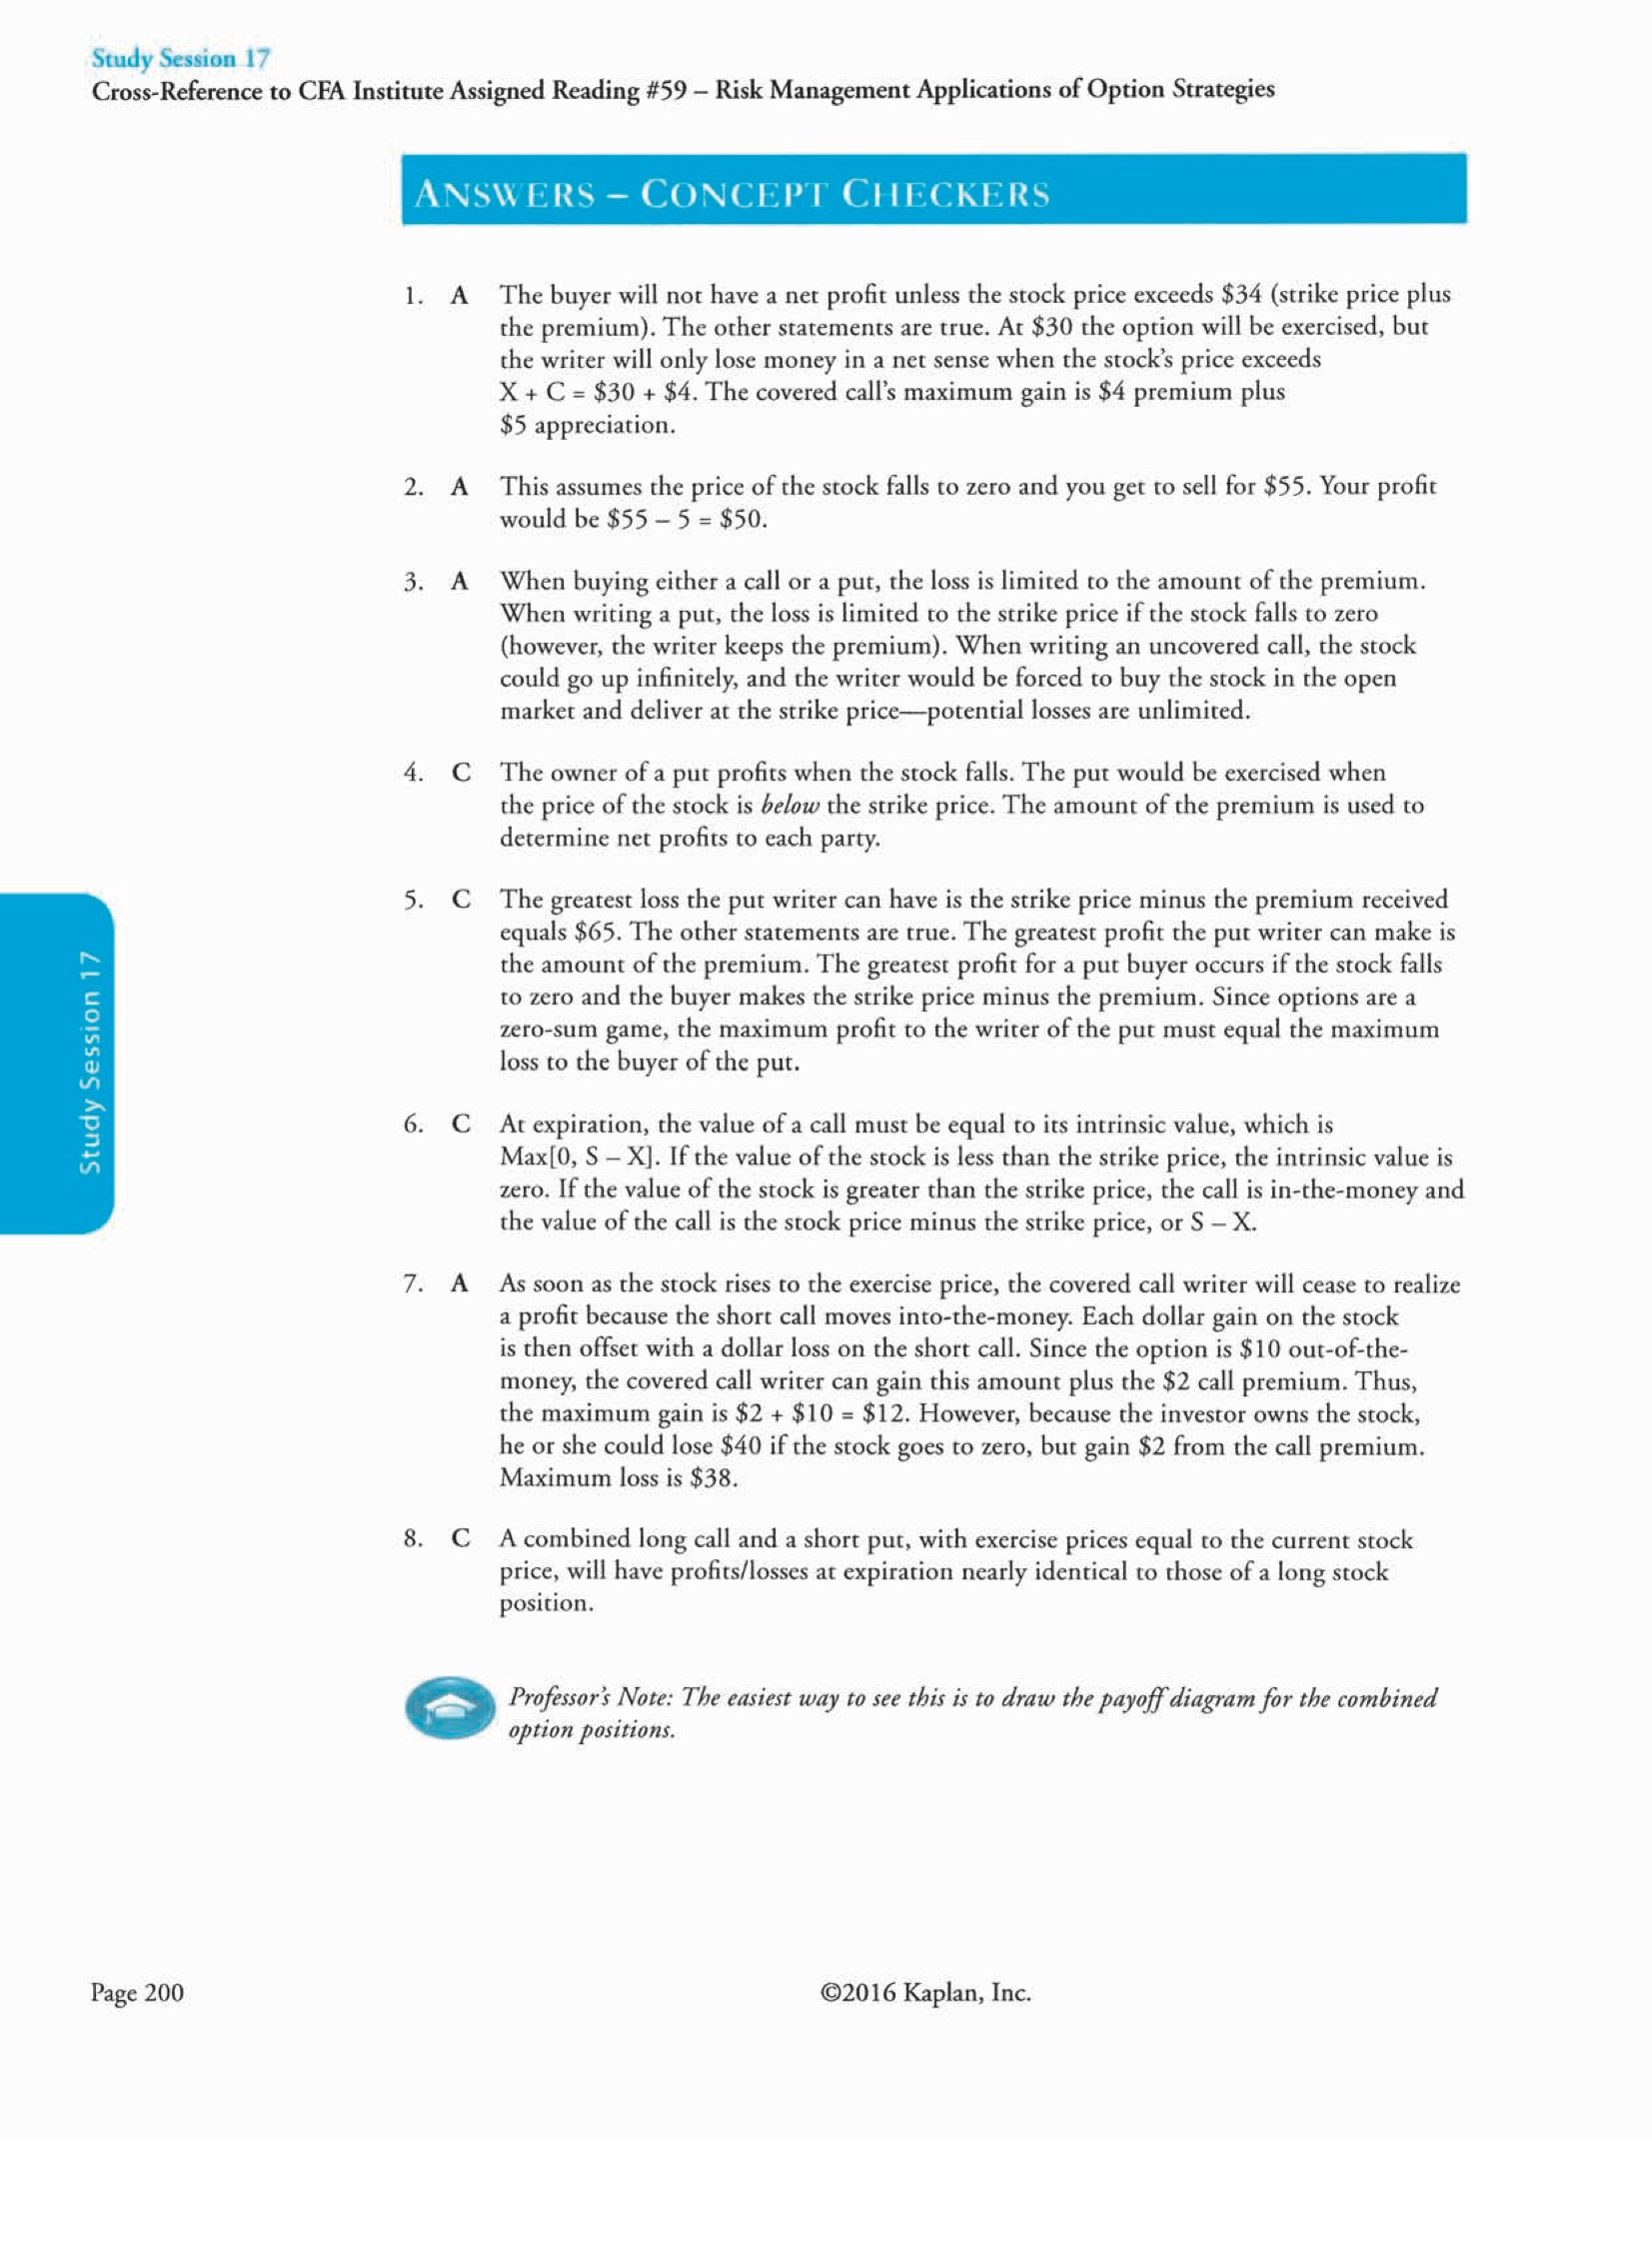 Study Session 17
Cross-Reference to CFA Institute Assigned Reading #59 – Risk Management Applications of Option Strategies
ANSWERS – CONCEPT CHECKERS
1. A The buyer will not have a net profit unless the stock price exceeds $34 (strike price plus
the premium). The other statements are true. At $30 the option will be exercised, but
the writer will only lose money in a net sense when the stock's price exceeds
X + C = $30 + $4. The covered call's maximum gain is $4 premium plus
$5 appreciation.
2. A This assumes the price of the stock falls to zero and you get to sell for $55. Your profit
would be $55 – 5 = $50.
3. A When buying either a call or a put, the loss is limited to the amount of the premium.
When writing a put, the loss is limited to the strike price if the stock falls to zero
(however, the writer keeps the premium). When writing an uncovered call, the stock
could go up infinitely, and the writer would be forced to buy the stock in the open
market and deliver at the strike price—potential losses are unlimited.
4. C The owner of a put profits when the stock falls. The put would be exercised when
the price of the stock is below the strike price. The amount of the premium is used to
determine net profits to each party.
5. C The greatest loss the put writer can have is the strike price minus the premium received
equals $65. The other statements are true. The greatest profit the put writer can make is
the amount of the premium. The greatest profit for a put buyer occurs if the stock falls
to zero and the buyer makes the strike price minus the premium. Since options are a
zero-sum game, the maximum profit to the writer of the put must equal the maximum
loss to the buyer of the put.
6. C At expiration, the value of a call must be equal to its intrinsic value, which is
Max[0, S – X]. If the value of the stock is less than the strike price, the intrinsic value is
zero. If the value of the stock is greater than the strike price, the call is in-the-money and
the value of the call is the stock price minus the strike price, or S – X.
7. A As soon as the stock rises to the exercise price, the covered call writer will cease to realize
a profit because the short call moves into-the-money. Each dollar gain on the stock
is then offset with a dollar loss on the short call. Since the option is $10 out-of-the-
money, the covered call writer can gain this amount plus the $2 call premium. Thus,
the maximum gain is $2 + $10 = $12. However, because the investor owns the stock,
he or she could lose $40 if the stock goes to zero, but gain $2 from the call premium.
Maximum loss is $38.
8. C A combined long call and a short put, with exercise prices equal to the current stock
price, will have profits/losses at expiration nearly identical to those of a long stock
position.
Professor's Note: The easiest way to see this is to draw the payoff diagram for the combined
option positions.
Study Session 17
Page 200
©2016 Kaplan, Inc.